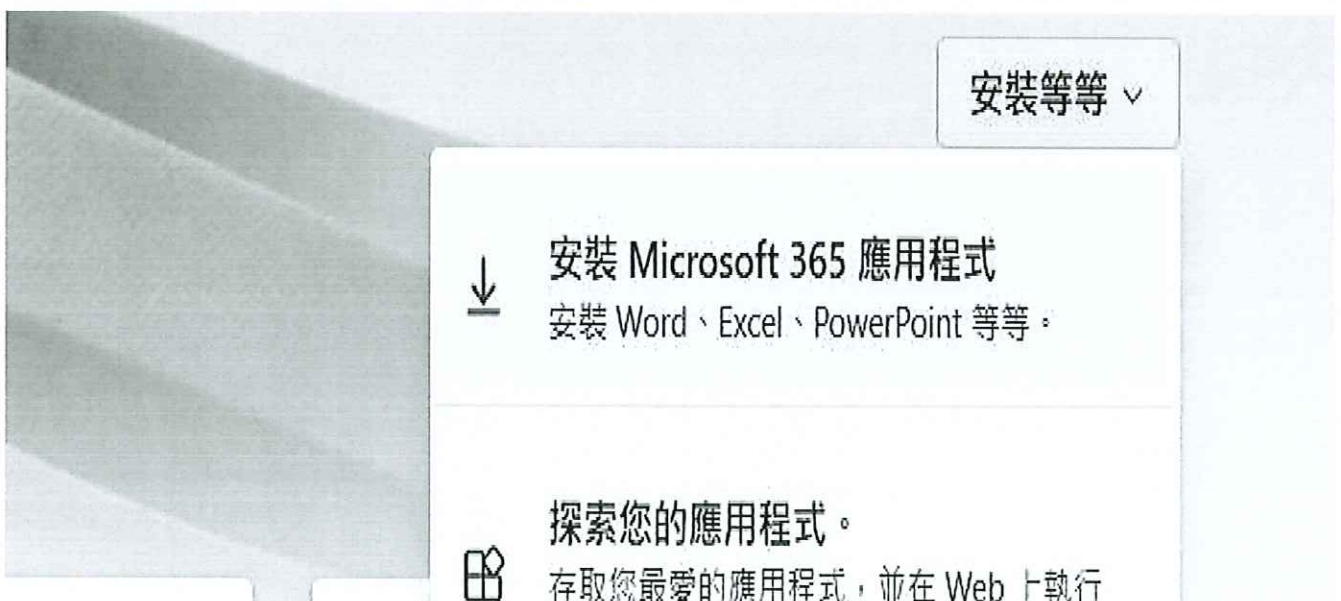 安裝等等
安裝 Microsoft 365 應用程式
安裝 Word、Excel、PowerPoint 等等。
探索您的應用程式。
存取您最愛的應用程式，並在 Web 上執行